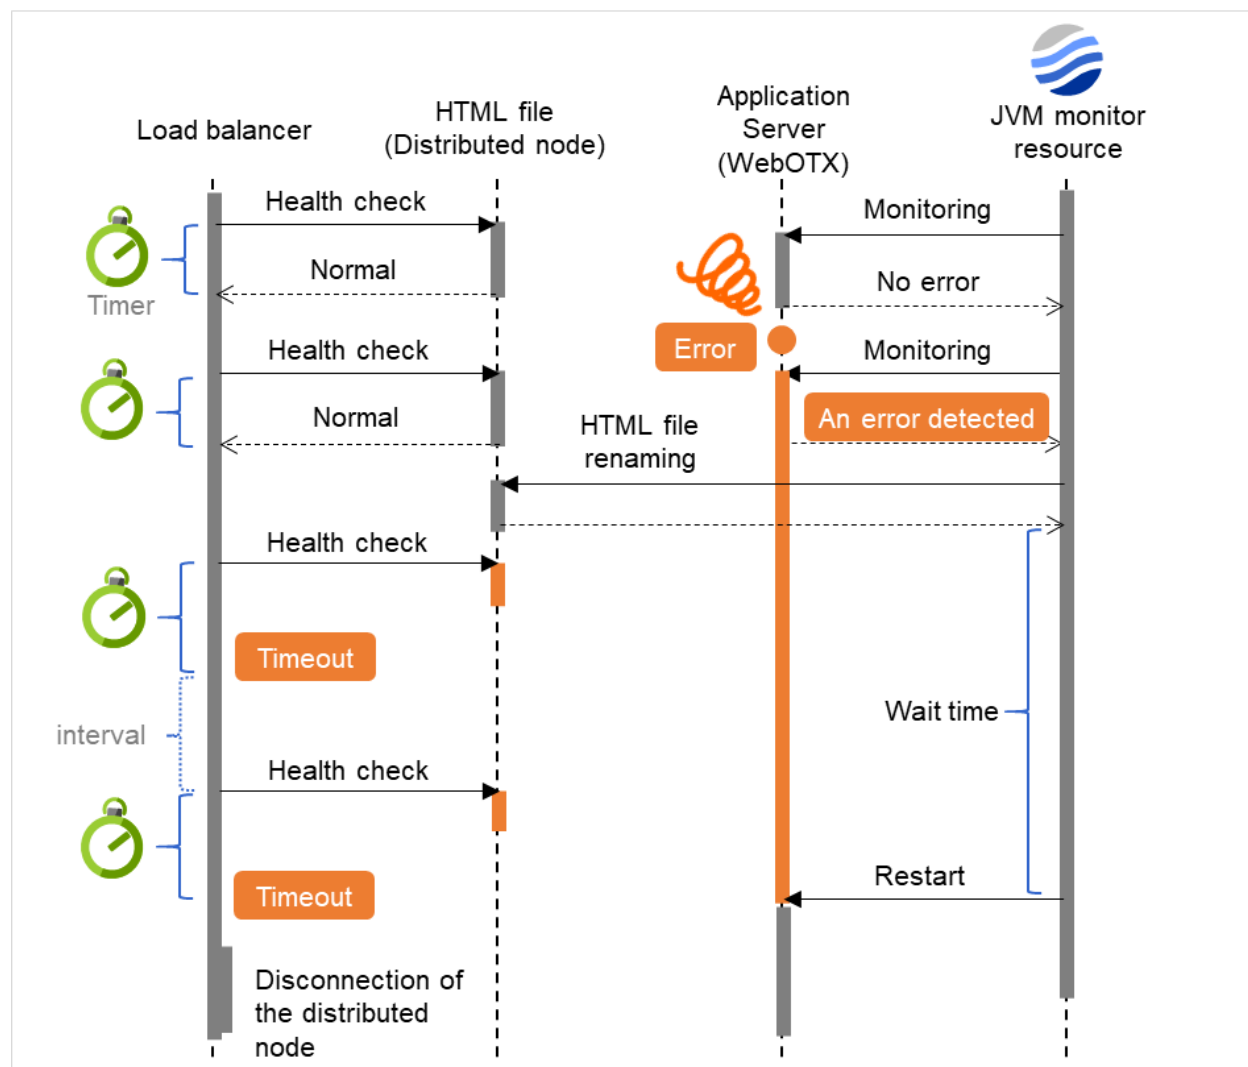 Load balancer
HTML file
(Distributed node)
Application
Server
(WebOTX)
JVM monitor
resource
Health check
Monitoring
Normal
No error
Timer
Error
Health check
Monitoring
Normal
An error detected
HTML file
renaming
Health check
Timeout
interval
Wait time
Health check
Timeout
Restart
Disconnection of
the distributed
node